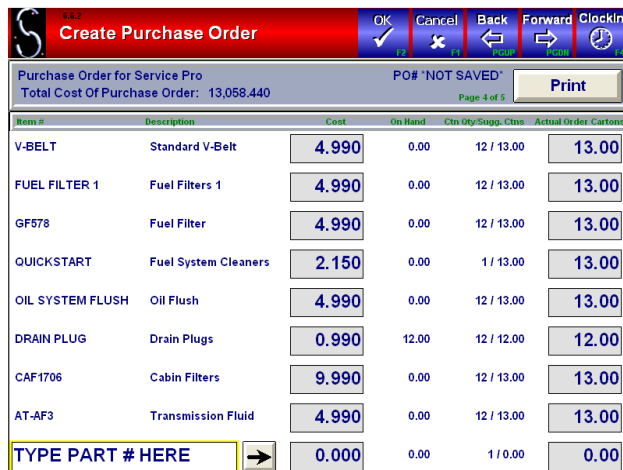 6.6.2
S.
Create Purchase Order
OK
F2
Cancel
F1
Back
PGUP
Forward
PGDN
ClockIn
F4
Purchase Order for Service Pro
Total Cost Of Purchase Order: 13,058.440
PO# *NOT SAVED*
Page 4 of 5
Print
Item # Description Cost On Hand Ctn Qty/Sugg. Ctns Actual Order Cartons
V-BELT Standard V-Belt 4.990 0.00 12 / 13.00 13.00
FUEL FILTER 1 Fuel Filters 1 4.990 0.00 12 / 13.00 13.00
GF578 Fuel Filter 4.990 0.00 12 / 13.00 13.00
QUICKSTART Fuel System Cleaners 2.150 0.00 1 / 13.00 13.00
OIL SYSTEM FLUSH Oil Flush 4.990 0.00 12 / 13.00 13.00
DRAIN PLUG Drain Plugs 0.990 12.00 12 / 12.00 12.00
CAF1706 Cabin Filters 9.990 0.00 12 / 13.00 13.00
AT-AF3 Transmission Fluid 4.990 0.00 12 / 13.00 13.00
TYPE PART # HERE 0.000 0.00 1 / 0.00 0.00